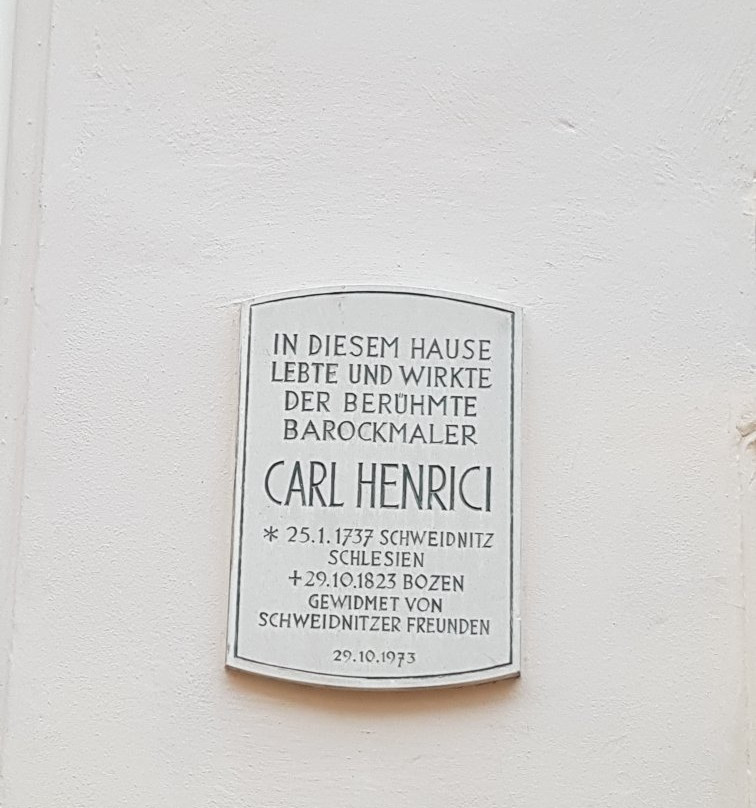 IN DIESEM HAUSE
LEBTE UND WIRKTE
DER BERÜHMTE
BAROCKMALER
CARL HENRICI
* 25.1.1737 SCHWEIDNITZ
SCHLESIEN
+29.10.1823 BOZEN
GEWIDMET VON
SCHWEIDNITZER FREUNDEN
29.10.1973